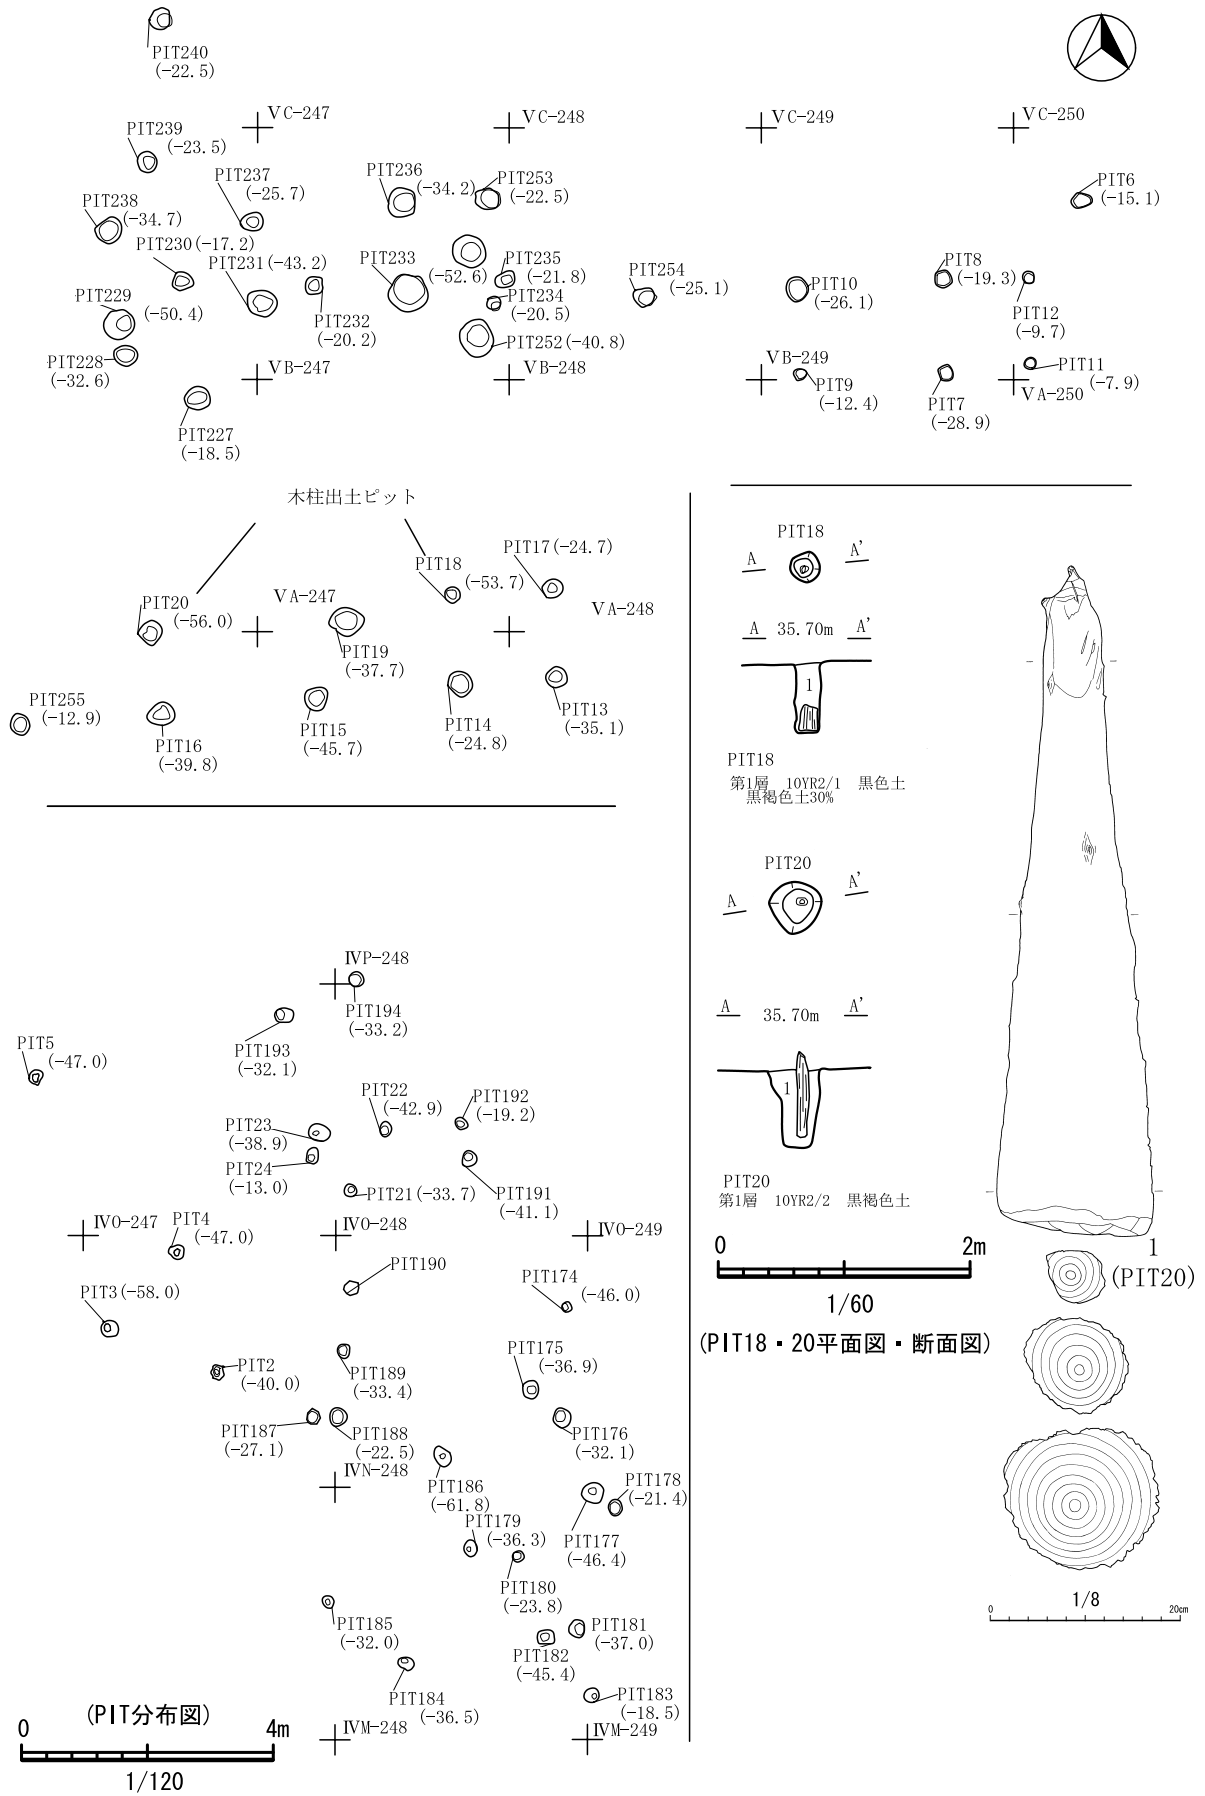 PIT240
(-22.5)
ⅤC-247
ⅤC-248
ⅤC-249
ⅤC-250
PIT239
(-23.5)
PIT237
(-25.7)
PIT236
(-34.2)
PIT253
(-22.5)
PIT6
(-15.1)
PIT238
(-34.7)
PIT230(-17.2)
PIT231(-43.2)
PIT233
(-52.6)
PIT235
(-21.8)
PIT254
(-25.1)
PIT10
(-26.1)
PIT8
(-19.3)
PIT12
(-9.7)
PIT229
(-50.4)
PIT232
(-20.2)
PIT234
(-20.5)
PIT252(-40.8)
PIT228
(-32.6)
ⅤB-247
ⅤB-248
ⅤB-249
PIT9
(-12.4)
PIT7
(-28.9)
PIT11
(-7.9)
ⅤA-250
PIT227
(-18.5)
木柱出土ピット
PIT18
(-53.7)
PIT17(-24.7)
PIT20
(-56.0)
ⅤA-247
ⅤA-248
PIT19
(-37.7)
PIT255
(-12.9)
PIT16
(-39.8)
PIT15
(-45.7)
PIT14
(-24.8)
PIT13
(-35.1)
PIT18
A
A'
A
35.70m
A'
1
PIT18
第1層 10YR2/1 黒色土
黒褐色土30%
PIT20
A
A'
A
35.70m
A'
1
PIT20
第1層 10YR2/2 黒褐色土
0
2m
1/60
(PIT18・20平面図・断面図)
1
(PIT20)
1/8
0
20cm
ⅣP-248
PIT194
(-33.2)
PIT193
(-32.1)
PIT5
(-47.0)
PIT22
(-42.9)
PIT192
(-19.2)
PIT23
(-38.9)
PIT24
(-13.0)
PIT21(-33.7)
PIT191
(-41.1)
ⅣO-247
PIT4
(-47.0)
ⅣO-248
ⅣO-249
PIT190
PIT174
(-46.0)
PIT3(-58.0)
PIT175
(-36.9)
PIT2
(-40.0)
PIT189
(-33.4)
PIT187
(-27.1)
PIT188
(-22.5)
PIT176
(-32.1)
ⅣN-248
PIT186
(-61.8)
PIT178
(-21.4)
PIT179
(-36.3)
PIT177
(-46.4)
PIT180
(-23.8)
PIT185
(-32.0)
PIT181
(-37.0)
PIT182
(-45.4)
PIT184
(-36.5)
PIT183
(-18.5)
ⅣM-248
ⅣM-249
(PIT分布図)
0
4m
1/120